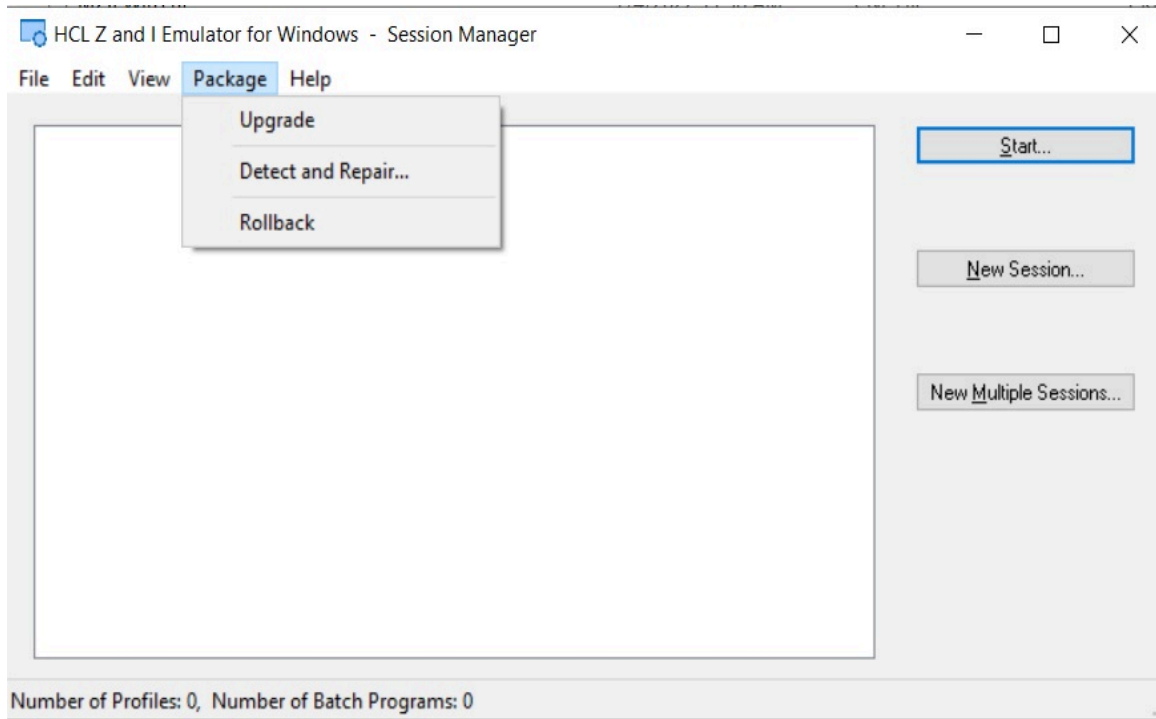 HCL Z and I Emulator for Windows - Session Manager
File Edit View Package Help
Upgrade
Detect and Repair...
Rollback
Start...
New Session...
New Multiple Sessions...
Number of Profiles: 0, Number of Batch Programs: 0